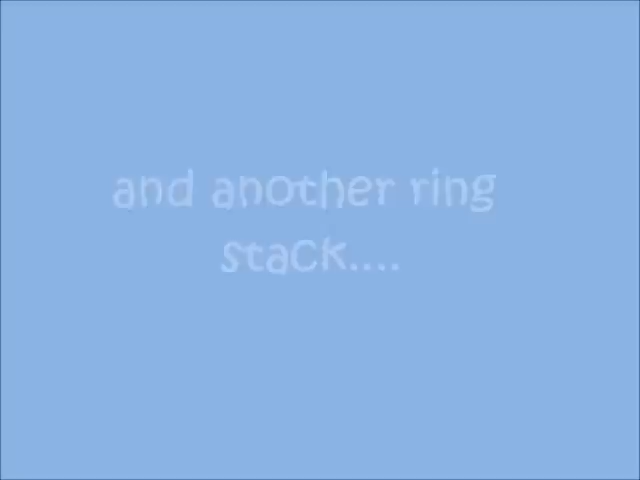 and another ring
stack....